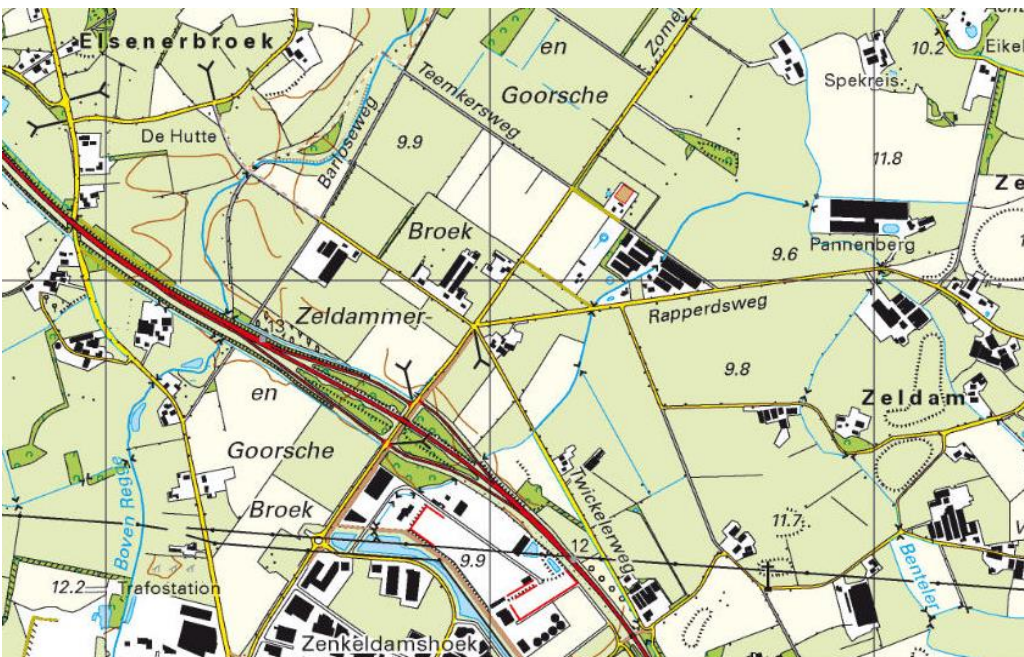 Elsenerbroek
en
Zomer
10.2
Eikel
Teemkersweg
Goorsche
Spekreis
De Hutte
Barloseweg
9.9
11.8
Ze
Broek
Pannenberg
9.6
Rapperdsweg
Zeldammer-
13
9.8
en
Zeldam
Goorsche
Boven Regge
Twickelerweg
Broek
11.7
12
9.9
Benteler
12.2
Trafostation
Zenkeldamshoek